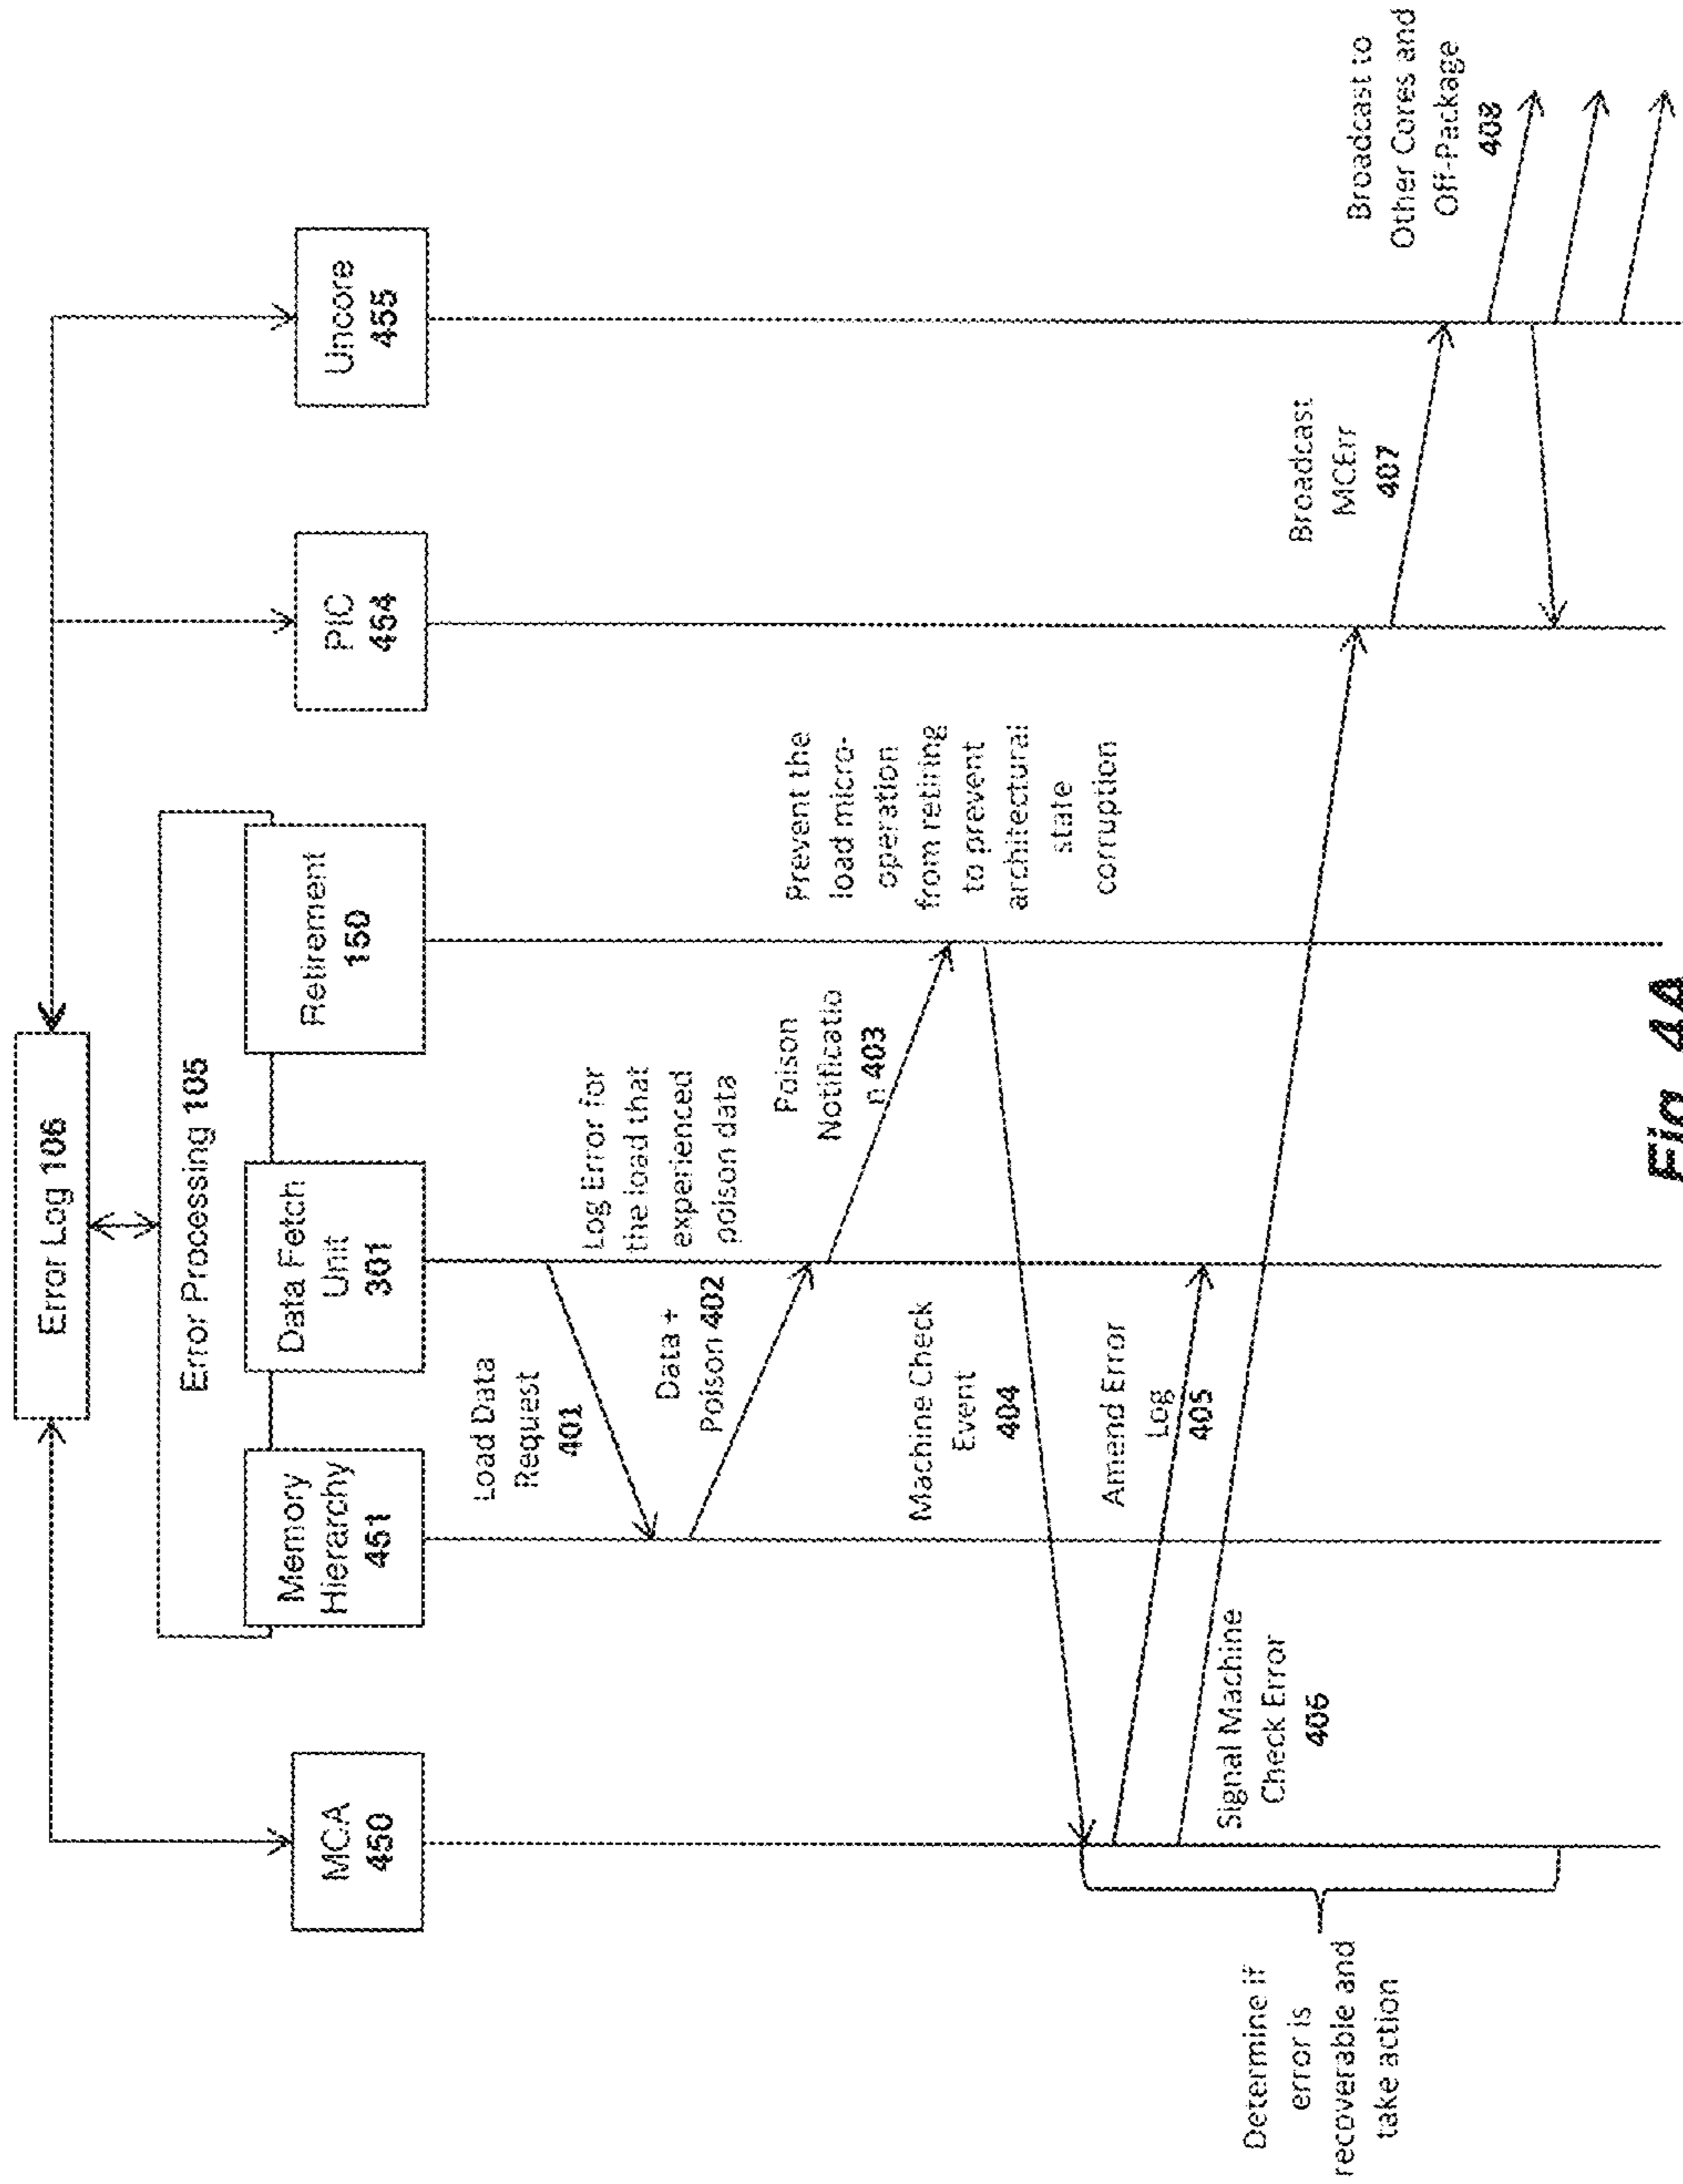 Error Log 106
Error Processing 105
MCA
450
Memory
Hierarchy
451
Data Fetch
Unit
301
Retirement
150
PIC
454
Uncore
455
Load Data
Request
401
Log Error for
the load that
experienced
poison data
Data +
Poison 402
Poison
Notificatio
n 403
Prevent the
load micro-
operation
from retiring
to prevent
architectural
state
corruption
Machine Check
Event
404
Amend Error
Log
405
Signal Machine
Check Error
406
Determine if
error is
recoverable and
take action
Broadcast
MCErr
407
Broadcast to
Other Cores and
Off-Package
408
Fig. 4A